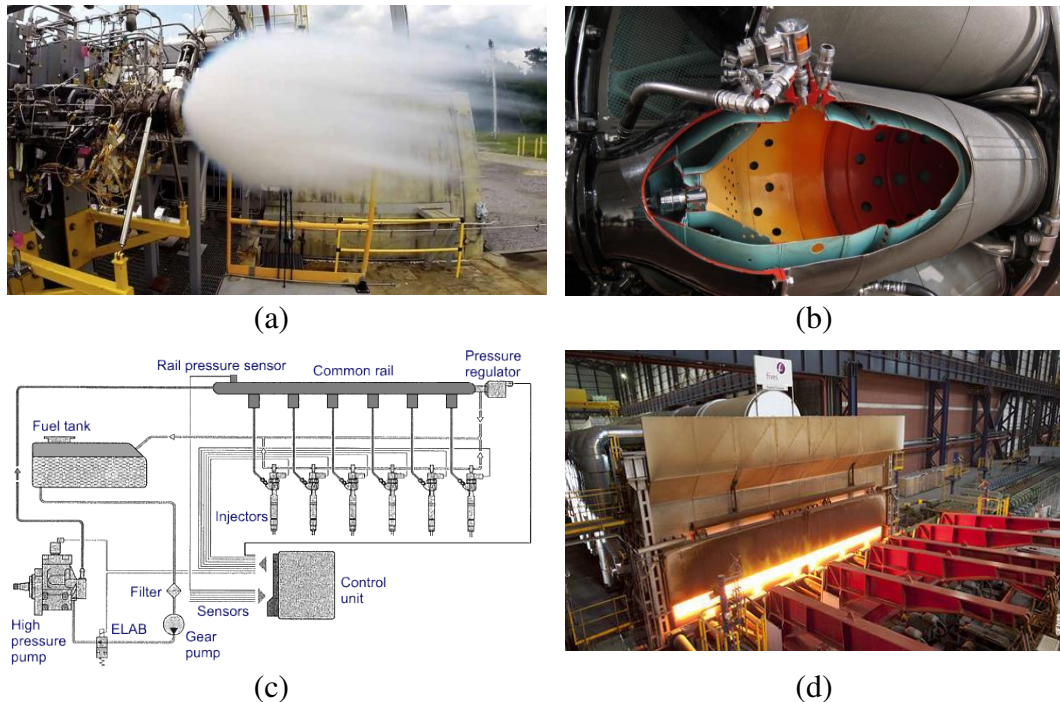 (a)
(b)
Rail pressure sensor
Common rail
Pressure
regulator
Fuel tank
Injectors
Control
unit
Filter
Sensors
High
pressure
pump
ELAB
Gear
pump
Fives
(c)
(d)